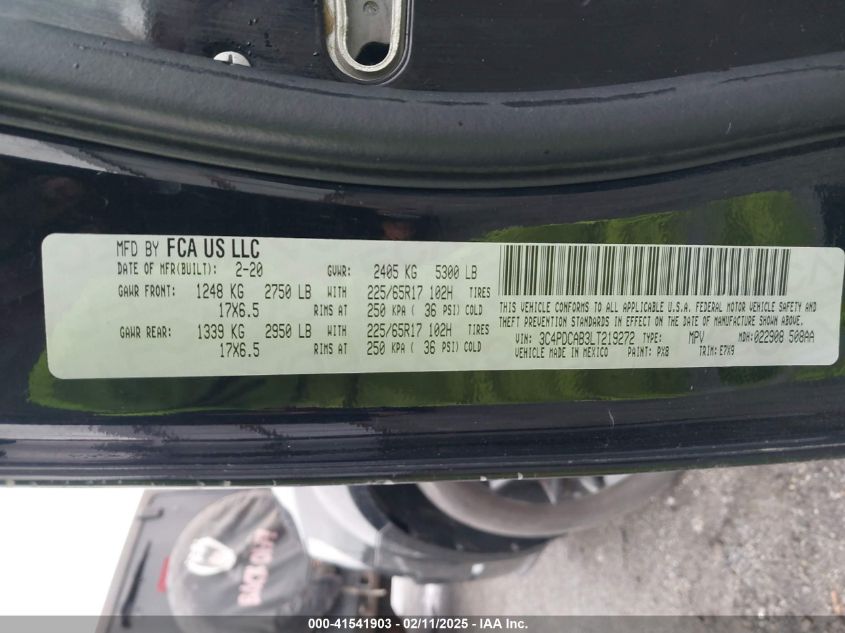 MFD BY FCA US LLC
DATE OF MFR(BUILT): 2-20 GVWR: 2405 KG 5300 LB
GAWR FRONT: 1248 KG 2750 LB WITH 225/65R17 102H TIRES
17X6.5 RIMS AT 250 KPA ( 36 PSI) COLD
GAWR REAR: 1339 KG 2950 LB WITH 225/65R17 102H TIRES
17X6.5 RIMS AT 250 KPA ( 36 PSI) COLD
THIS VEHICLE CONFORMS TO ALL APPLICABLE U.S.A. FEDERAL MOTOR VEHICLE SAFETY AND
THEFT PREVENTION STANDARDS IN EFFECT ON THE DATE OF MANUFACTURE SHOWN ABOVE.
VIN: 3C4PDCAB3LT219272 TYPE: MPV MDH: 022908 508AA
VEHICLE MADE IN MEXICO PAINT: PX8 TRIM: E7X9
000-41541903 - 02/11/2025 - IAA Inc.